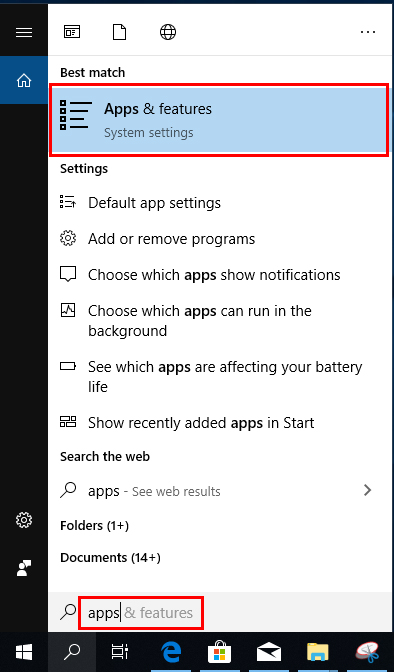 Best match
Apps & features
System settings
Settings
Default app settings
Add or remove programs
Choose which apps show notifications
Choose which apps can run in the
background
See which apps are affecting your battery
life
Show recently added apps in Start
Search the web
apps - See web results
Folders (1+)
Documents (14+)
apps & features